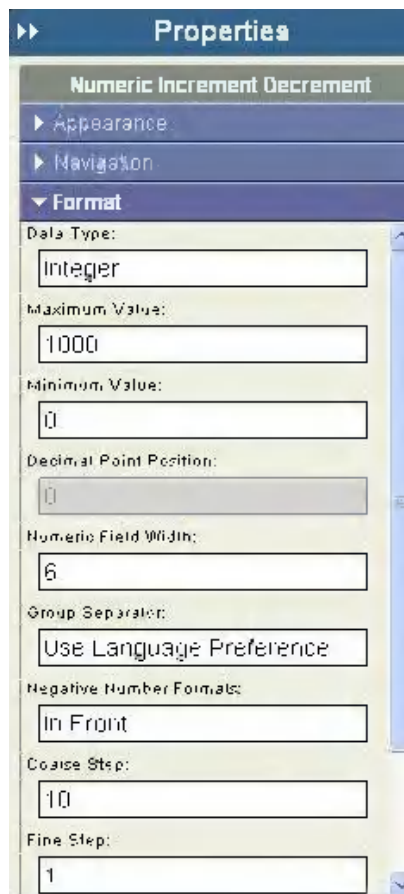 Properties
Numeric Increment Decrement
Appearance
Navigation
Format
Data Type:
Integer
Maximum Value:
1000
Minimum Value:
0
Decimal Point Position:
0
Numeric Field Width:
6
Group Separator:
Use Language Preference
Negative Number Formats:
In Front
Coarse Step:
10
Fine Step:
1